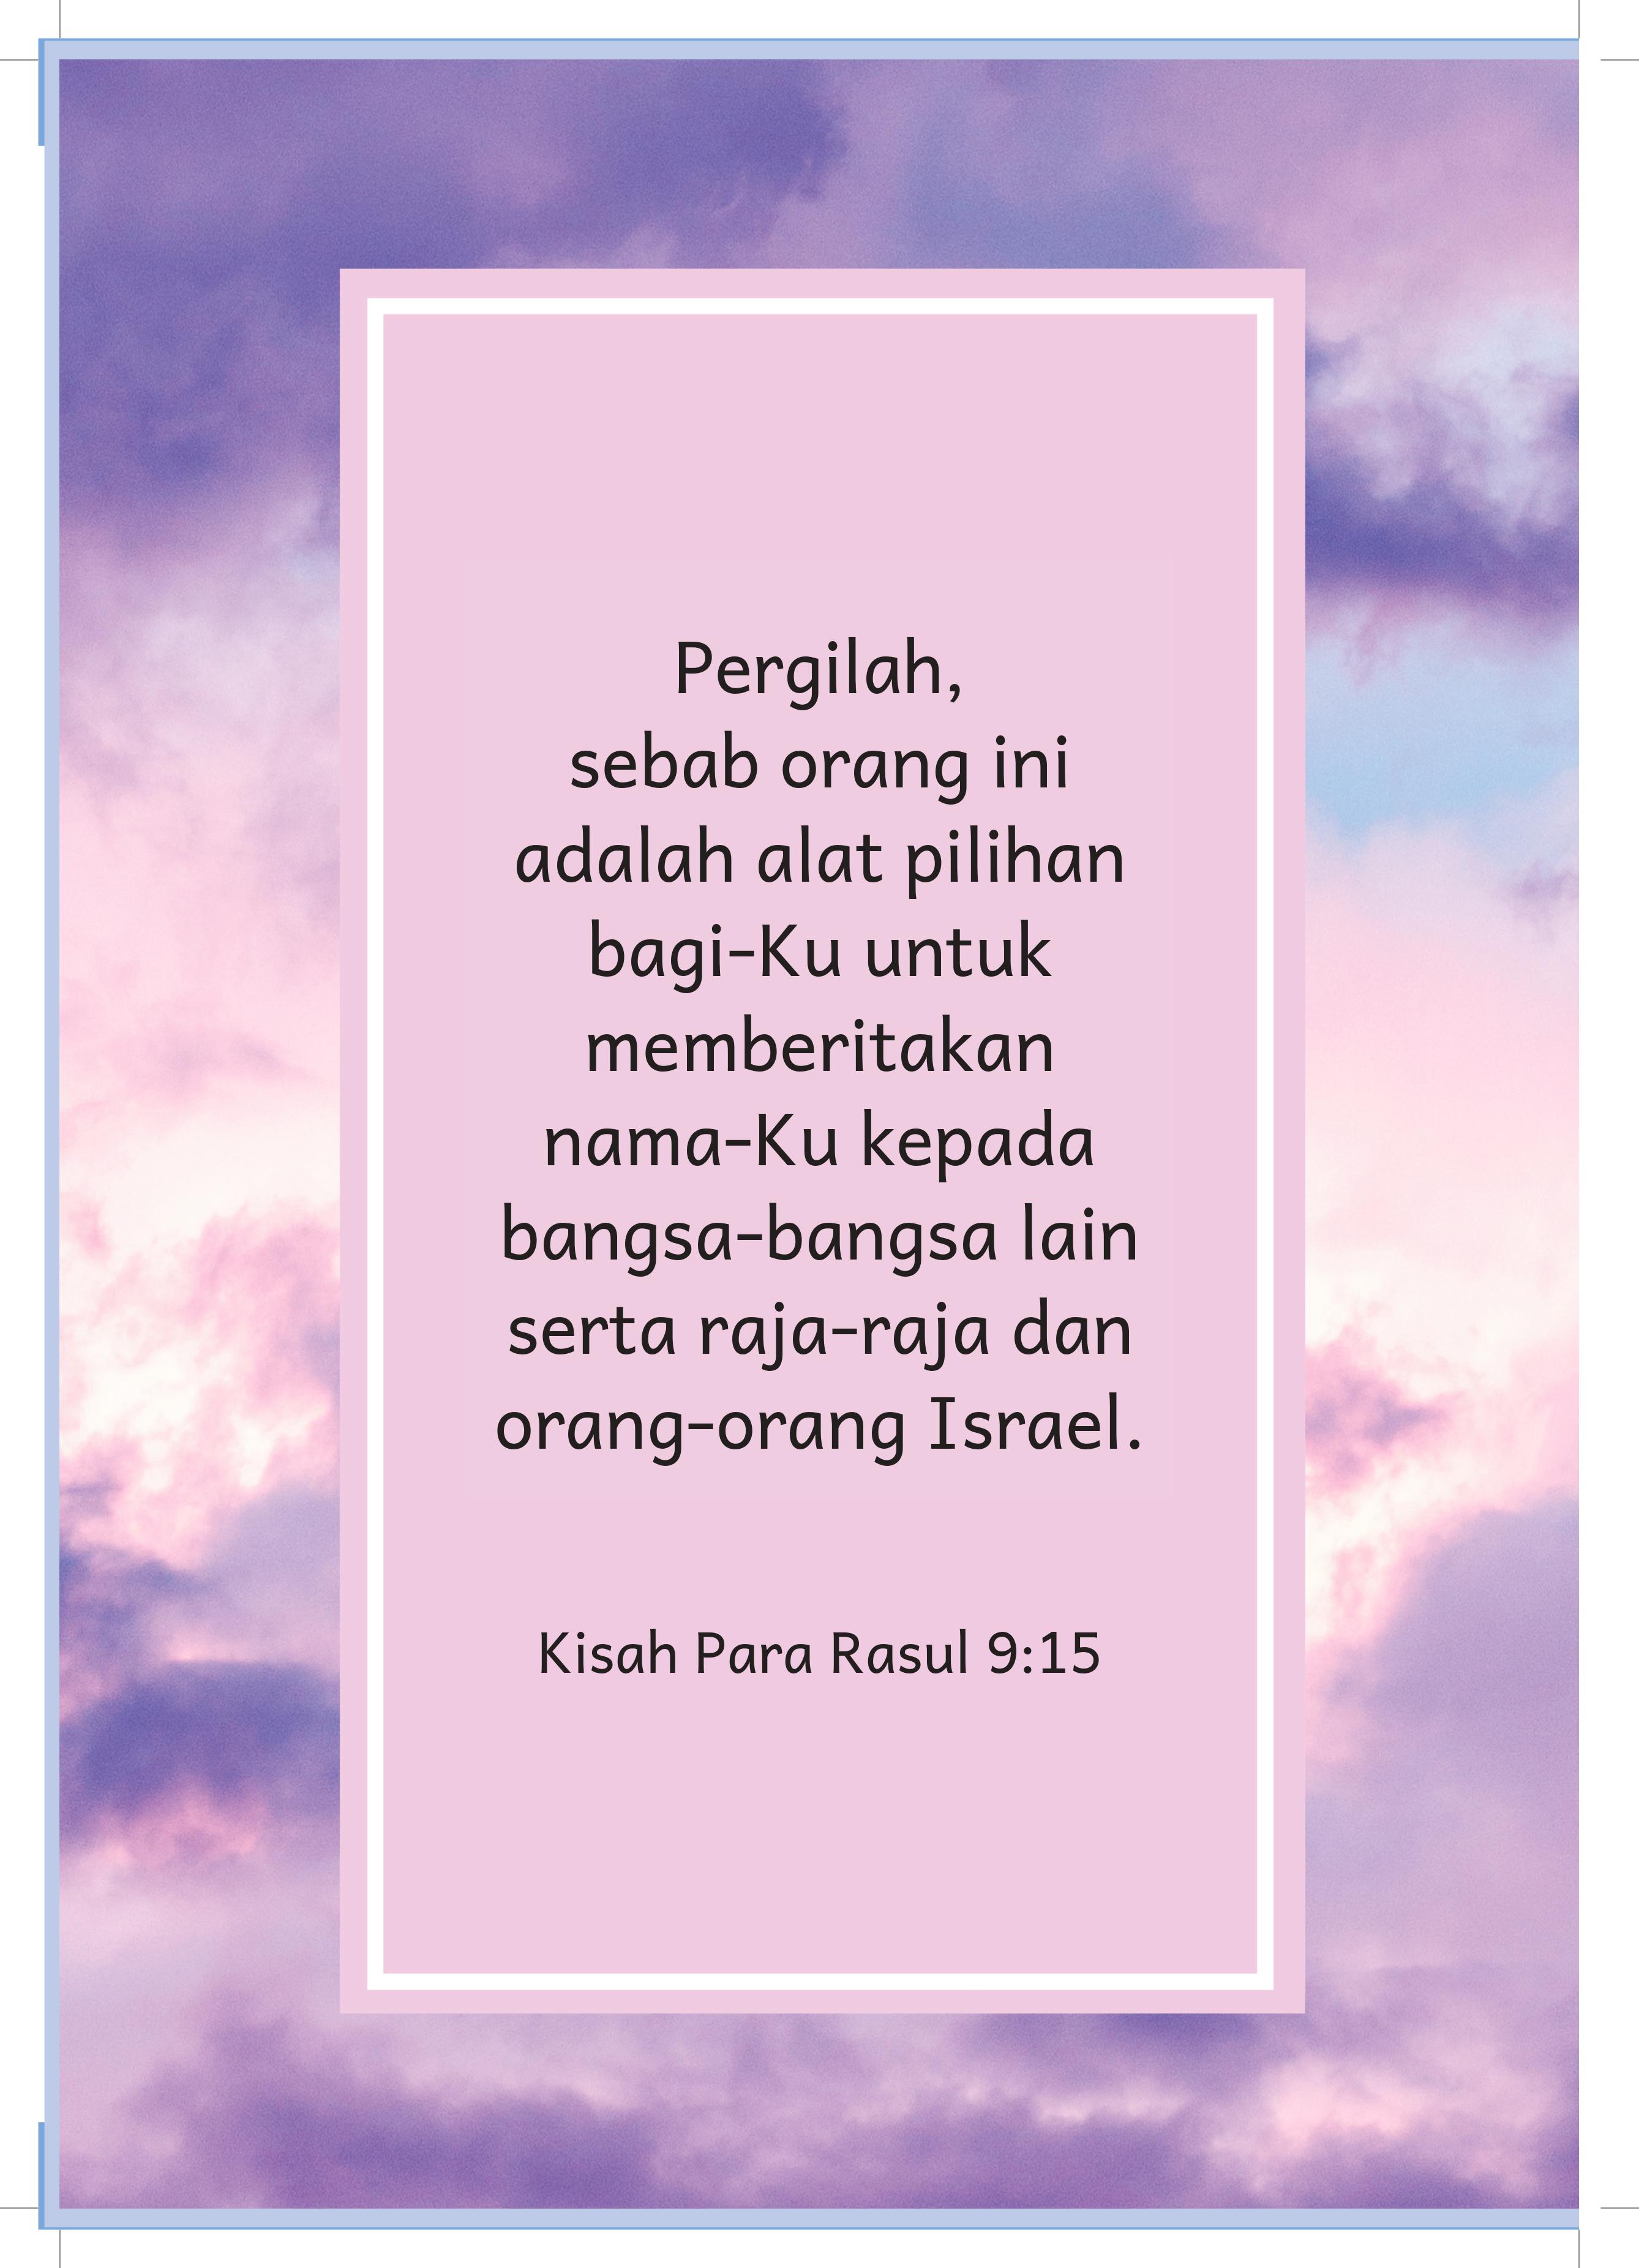 Pergilah,
sebab orang ini
adalah alat pilihan
bagi-Ku untuk
memberitakan
nama-Ku kepada
bangsa-bangsa lain
serta raja-raja dan
orang-orang Israel.
Kisah Para Rasul 9:15